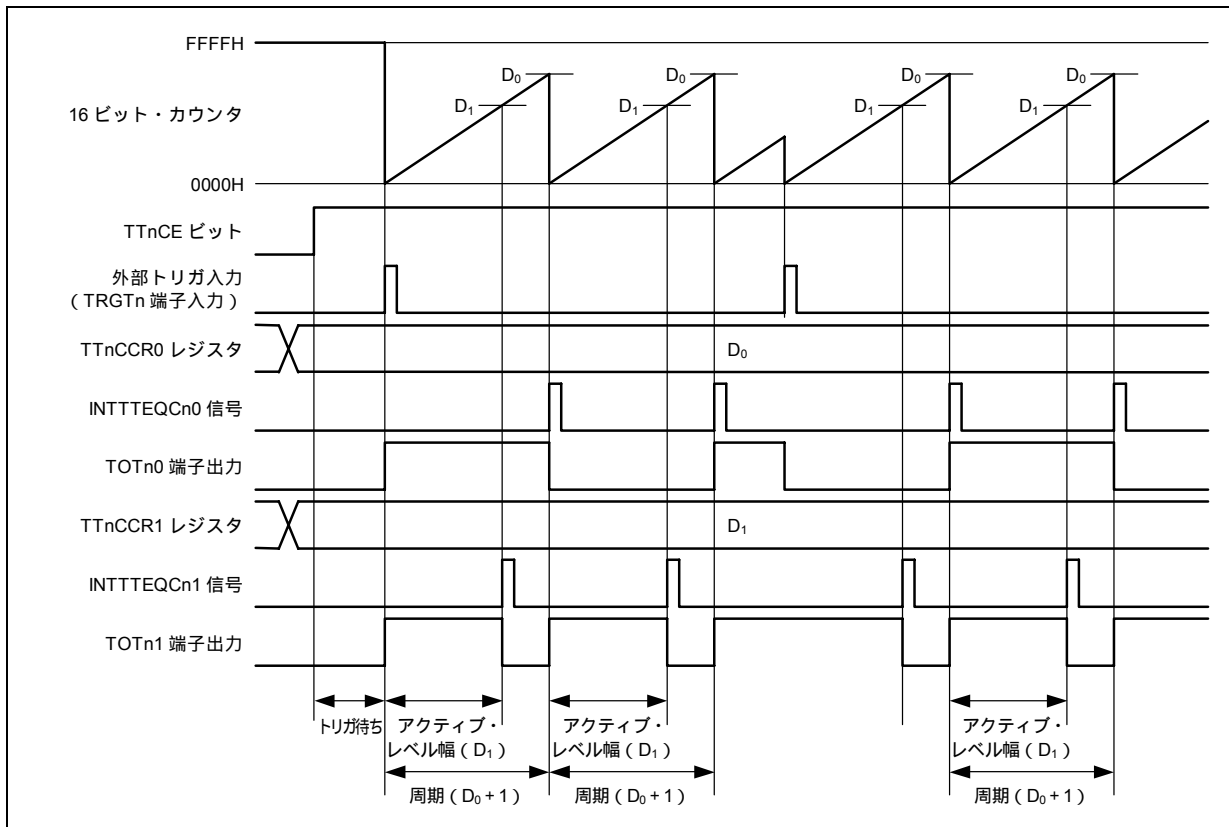 FFFFH
D₀ D₀ D₀ D₀
16 ビット・カウンタ
D₁ D₁ D₁ D₁
0000H
TTnCE ビット
外部トリガ入力
(TRGTn 端子入力)
TTnCCR0 レジスタ
D₀
INTTTEQCn0 信号
TOTn0 端子出力
TTnCCR1 レジスタ
D₁
INTTTEQCn1 信号
TOTn1 端子出力
トリガ待ち
アクティブ・
レベル幅(D₁)
アクティブ・
レベル幅(D₁)
アクティブ・
レベル幅(D₁)
周期(D₀+1)
周期(D₀+1)
周期(D₀+1)